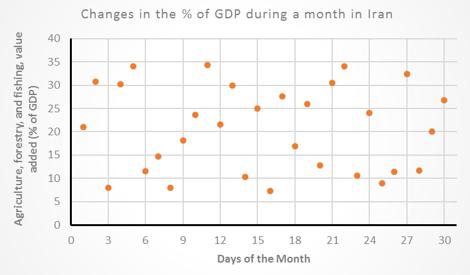 Changes in the % of GDP during a month in Iran
Agriculture, forestry, and fishing, value
added (% of GDP)
40
35
30
25
20
15
10
5
0
0 3 6 9 12 15 18 21 24 27 30
Days of the Month